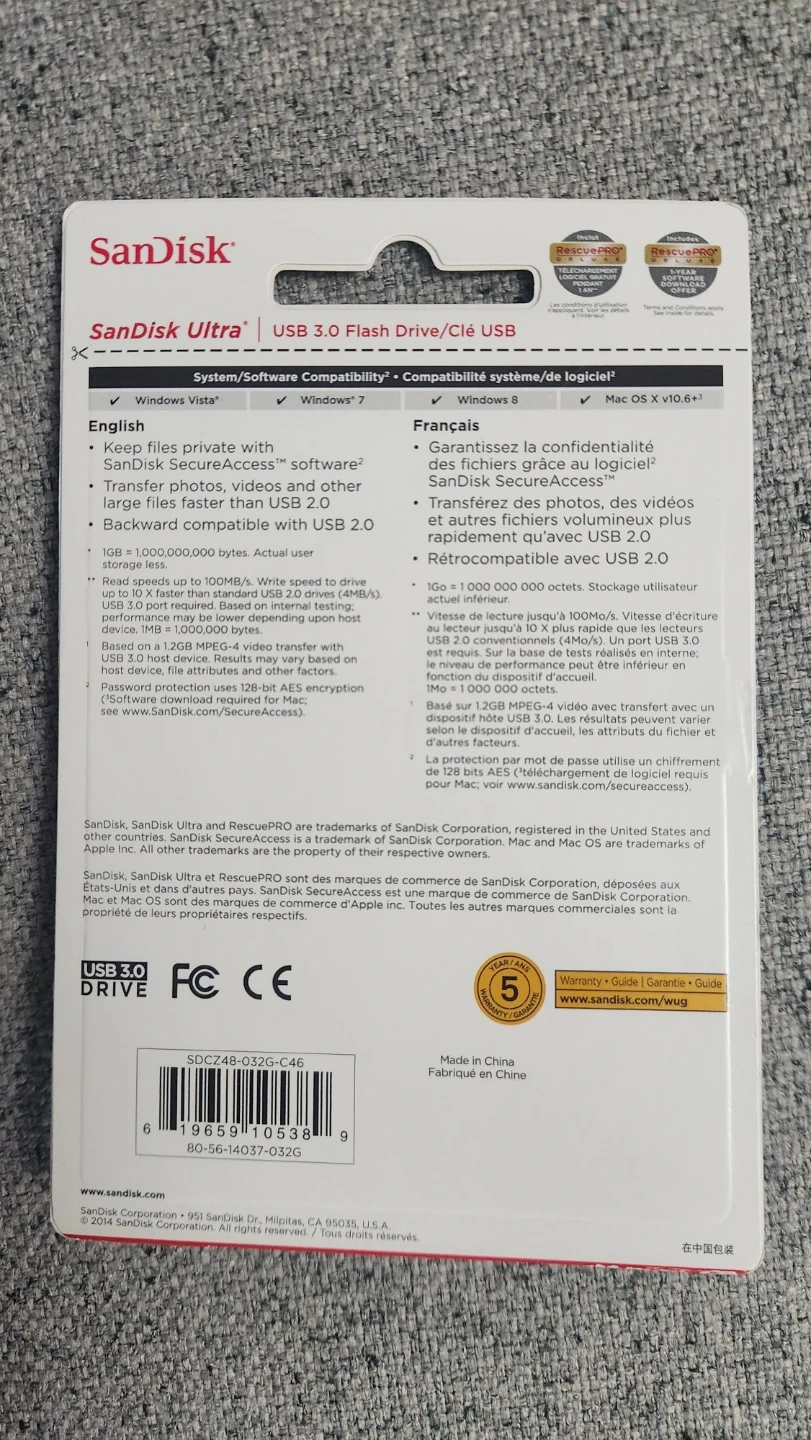 SanDisk®
Inclut
RescuePRO®
DELUXE
TÉLÉCHARGEMENT
LOGICIEL GRATUIT
PENDANT
1 AN**
Les conditions d'utilisation
s'appliquent. Voir les détails
à l'intérieur.
Includes
RescuePRO®
DELUXE
1-YEAR
SOFTWARE
DOWNLOAD
OFFER
Terms and Conditions apply
See inside for details.
SanDisk Ultra® | USB 3.0 Flash Drive/Clé USB
System/Software Compatibility² • Compatibilité système/de logiciel²
✓ Windows Vista® ✓ Windows® 7 ✓ Windows 8 ✓ Mac OS X v10.6+³
English
• Keep files private with
SanDisk SecureAccess™ software²
• Transfer photos, videos and other
large files faster than USB 2.0
• Backward compatible with USB 2.0
* 1GB = 1,000,000,000 bytes. Actual user
storage less.
** Read speeds up to 100MB/s. Write speed to drive
up to 10 X faster than standard USB 2.0 drives (4MB/s).
USB 3.0 port required. Based on internal testing;
performance may be lower depending upon host
device. 1MB = 1,000,000 bytes.
¹ Based on a 1.2GB MPEG-4 video transfer with
USB 3.0 host device. Results may vary based on
host device, file attributes and other factors.
² Password protection uses 128-bit AES encryption
(³Software download required for Mac;
see www.SanDisk.com/SecureAccess).
Français
• Garantissez la confidentialité
des fichiers grâce au logiciel²
SanDisk SecureAccess™
• Transférez des photos, des vidéos
et autres fichiers volumineux plus
rapidement qu'avec USB 2.0
• Rétrocompatible avec USB 2.0
* 1Go = 1 000 000 000 octets. Stockage utilisateur
actuel inférieur.
** Vitesse de lecture jusqu'à 100Mo/s. Vitesse d'écriture
au lecteur jusqu'à 10 X plus rapide que les lecteurs
USB 2.0 conventionnels (4Mo/s). Un port USB 3.0
est requis. Sur la base de tests réalisés en interne;
le niveau de performance peut être inférieur en
fonction du dispositif d'accueil.
1Mo = 1 000 000 octets.
¹ Basé sur 1.2GB MPEG-4 vidéo avec transfert avec un
dispositif hôte USB 3.0. Les résultats peuvent varier
selon le dispositif d'accueil, les attributs du fichier et
d'autres facteurs.
² La protection par mot de passe utilise un chiffrement
de 128 bits AES (³téléchargement de logiciel requis
pour Mac; voir www.sandisk.com/secureaccess).
SanDisk, SanDisk Ultra and RescuePRO are trademarks of SanDisk Corporation, registered in the United States and
other countries. SanDisk SecureAccess is a trademark of SanDisk Corporation. Mac and Mac OS are trademarks of
Apple Inc. All other trademarks are the property of their respective owners.
SanDisk, SanDisk Ultra et RescuePRO sont des marques de commerce de SanDisk Corporation, déposées aux
États-Unis et dans d'autres pays. SanDisk SecureAccess est une marque de commerce de SanDisk Corporation.
Mac et Mac OS sont des marques de commerce d'Apple inc. Toutes les autres marques commerciales sont la
propriété de leurs propriétaires respectifs.
USB 3.0
DRIVE
FC CE
YEAR/ANS
5
WARRANTY/GARANTIE
Warranty • Guide | Garantie • Guide
www.sandisk.com/wug
SDCZ48-032G-C46
6 19659 10538 9
80-56-14037-032G
Made in China
Fabriqué en Chine
www.sandisk.com
SanDisk Corporation • 951 SanDisk Dr., Milpitas, CA 95035, U.S.A.
© 2014 SanDisk Corporation. All rights reserved. / Tous droits réservés.
在中国包装